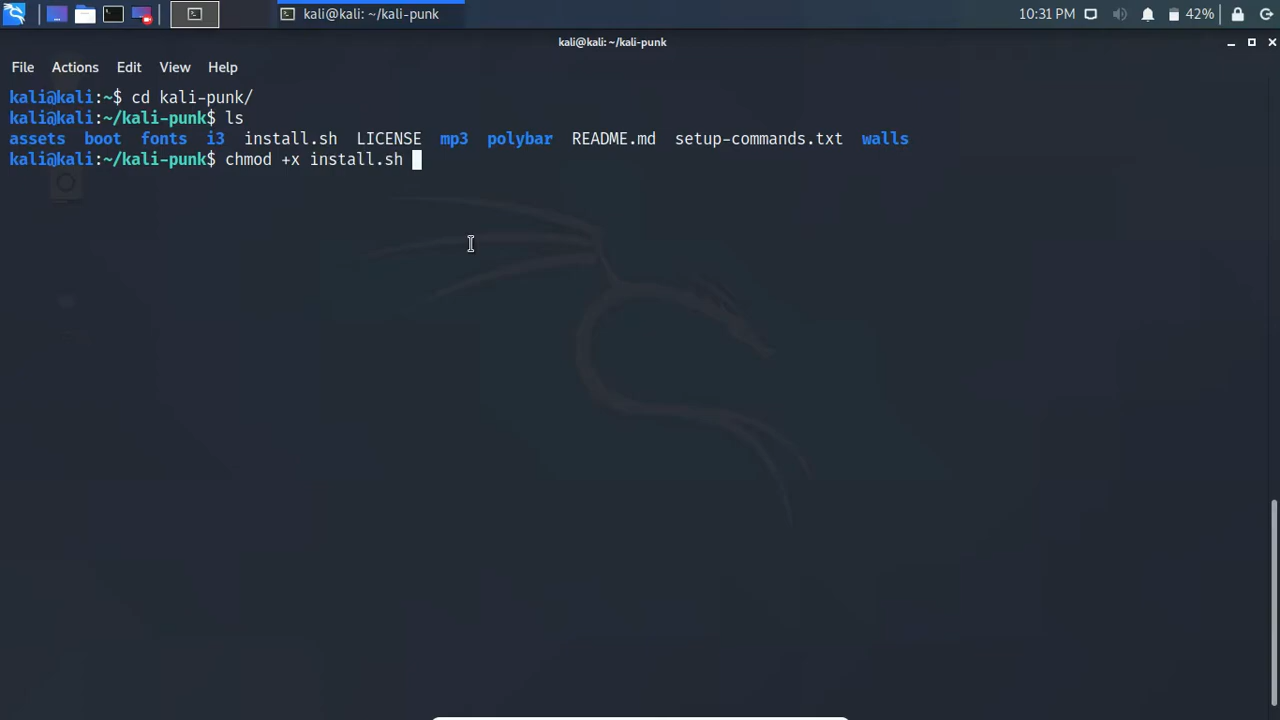 kali@kali: ~/kali-punk 10:31 PM 42%
kali@kali: ~/kali-punk
File Actions Edit View Help
kali@kali:~$ cd kali-punk/
kali@kali:~/kali-punk$ ls
assets boot fonts i3 install.sh LICENSE mp3 polybar README.md setup-commands.txt walls
kali@kali:~/kali-punk$ chmod +x install.sh